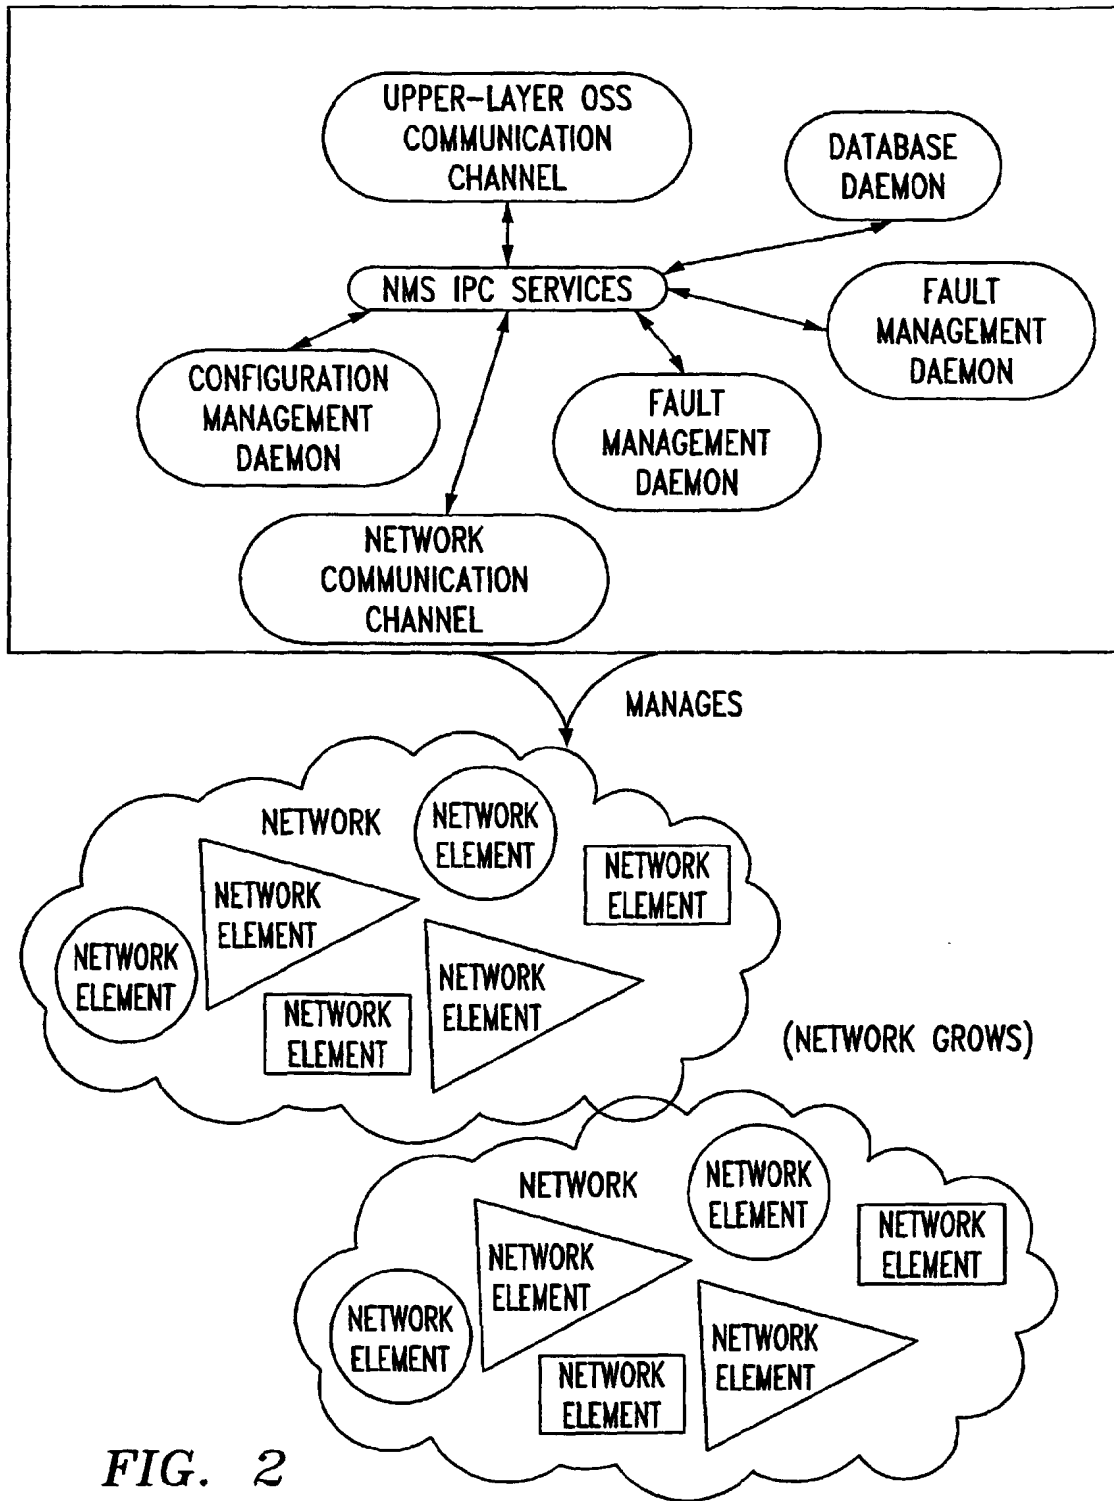 UPPER-LAYER OSS
COMMUNICATION
CHANNEL
DATABASE
DAEMON
NMS IPC SERVICES
FAULT
MANAGEMENT
DAEMON
CONFIGURATION
MANAGEMENT
DAEMON
FAULT
MANAGEMENT
DAEMON
NETWORK
COMMUNICATION
CHANNEL
MANAGES
NETWORK
NETWORK
ELEMENT
NETWORK
ELEMENT
NETWORK
ELEMENT
NETWORK
ELEMENT
NETWORK
ELEMENT
NETWORK
ELEMENT
(NETWORK GROWS)
NETWORK
NETWORK
ELEMENT
NETWORK
ELEMENT
NETWORK
ELEMENT
NETWORK
ELEMENT
NETWORK
ELEMENT
NETWORK
ELEMENT
FIG. 2